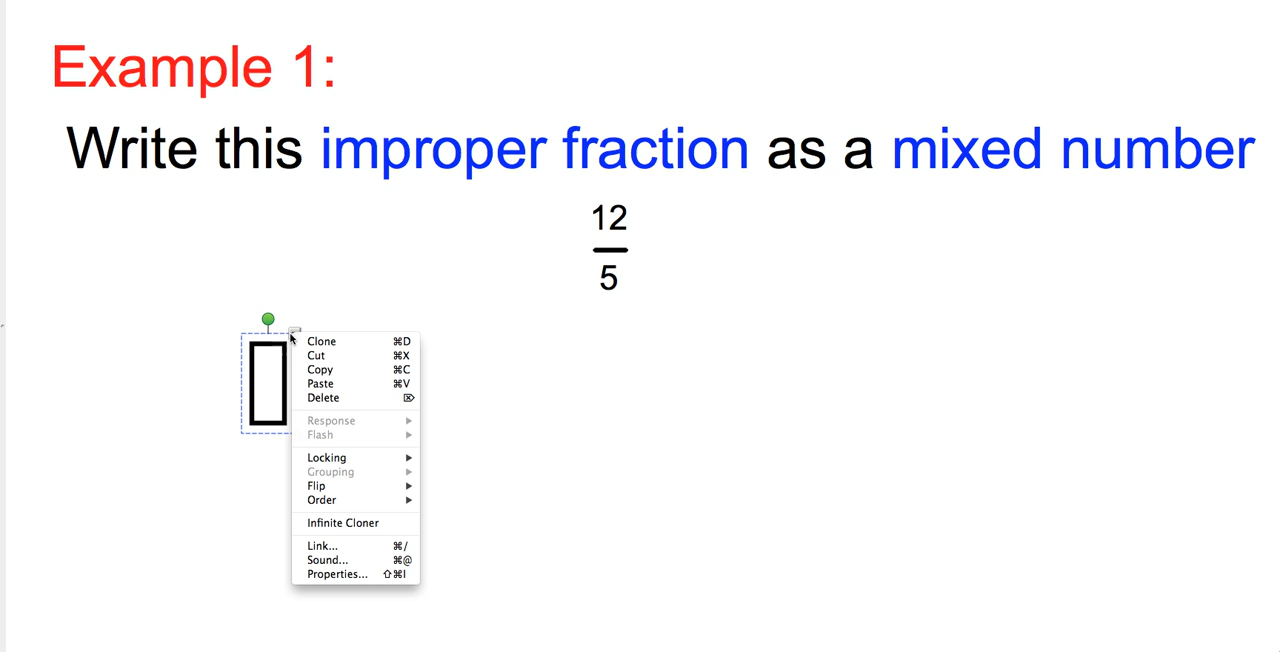 Example 1:
Write this improper fraction as a mixed number
12
5
Clone ⌘D
Cut ⌘X
Copy ⌘C
Paste ⌘V
Delete ⌦
Response
Flash
Locking
Grouping
Flip
Order
Infinite Cloner
Link... ⌘/
Sound... ⌘@
Properties... ⇧⌘I